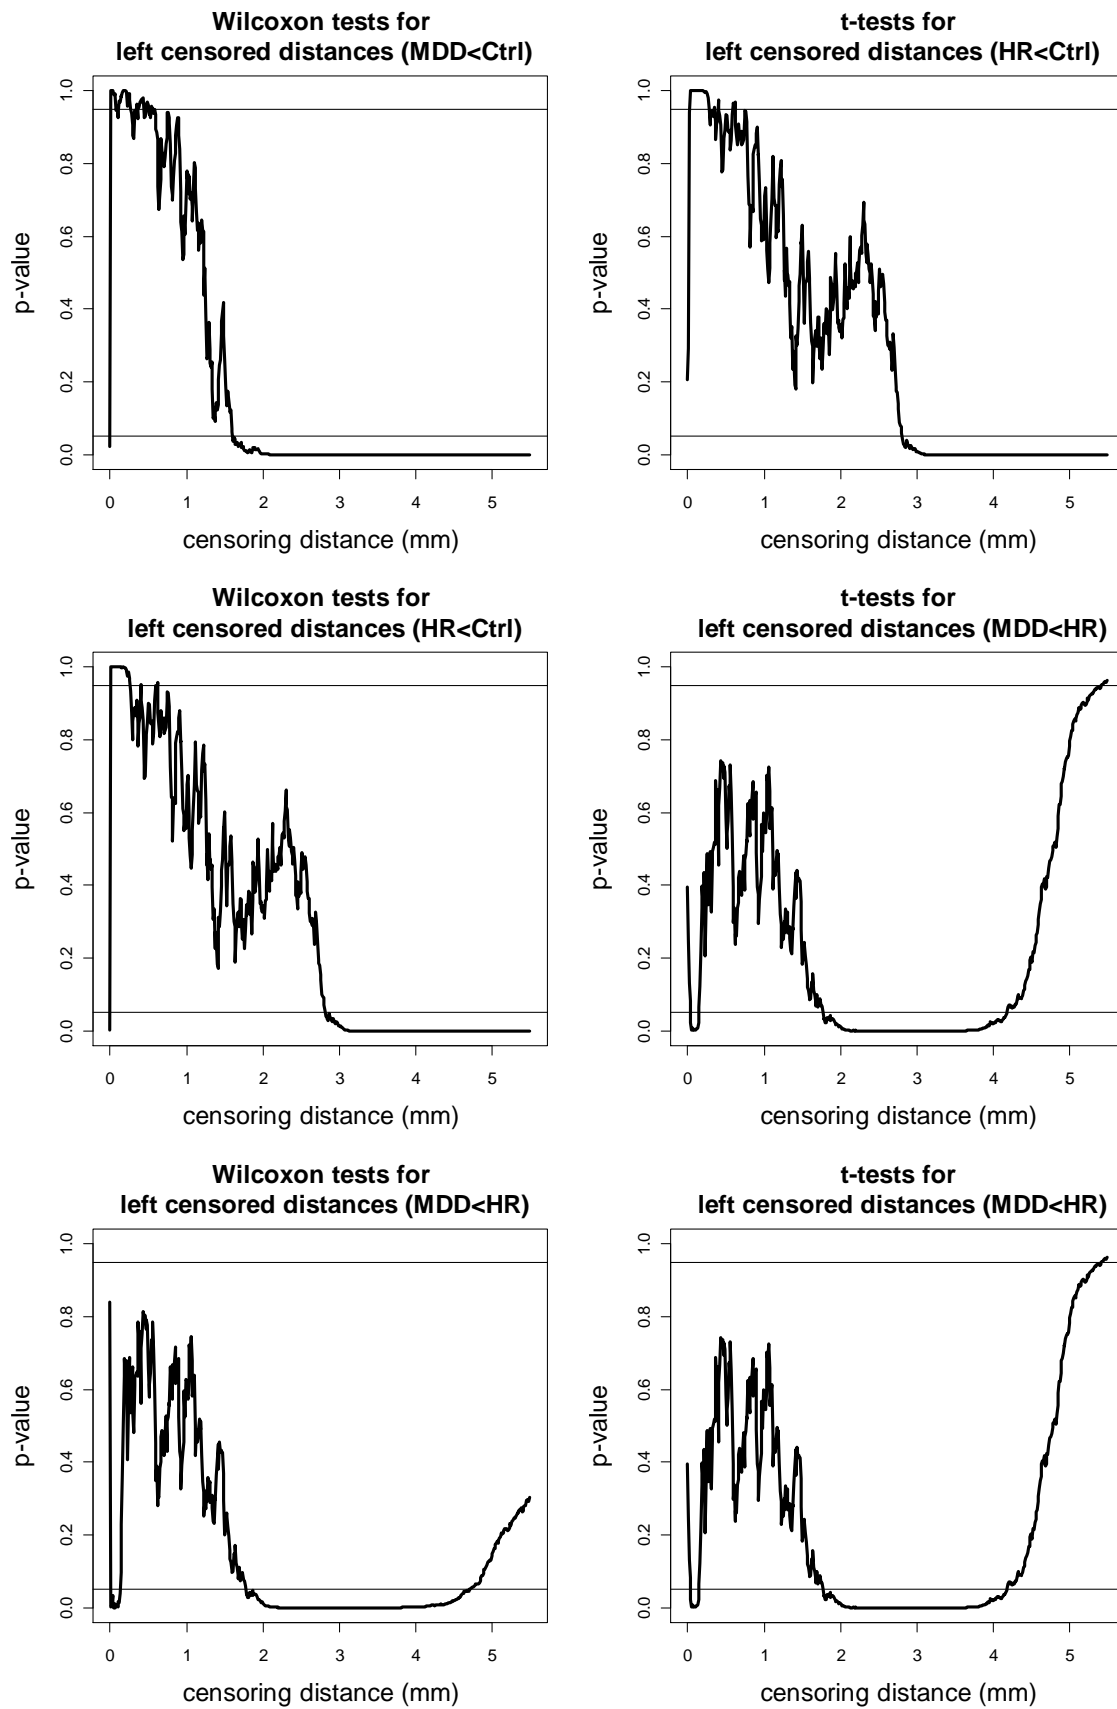 Wilcoxon tests for
left censored distances (MDD<Ctrl)
p-value
0.0 0.2 0.4 0.6 0.8 1.0
0 1 2 3 4 5
censoring distance (mm)
t-tests for
left censored distances (HR<Ctrl)
p-value
0.0 0.2 0.4 0.6 0.8 1.0
0 1 2 3 4 5
censoring distance (mm)
Wilcoxon tests for
left censored distances (HR<Ctrl)
p-value
0.0 0.2 0.4 0.6 0.8 1.0
0 1 2 3 4 5
censoring distance (mm)
t-tests for
left censored distances (MDD<HR)
p-value
0.0 0.2 0.4 0.6 0.8 1.0
0 1 2 3 4 5
censoring distance (mm)
Wilcoxon tests for
left censored distances (MDD<HR)
p-value
0.0 0.2 0.4 0.6 0.8 1.0
0 1 2 3 4 5
censoring distance (mm)
t-tests for
left censored distances (MDD<HR)
p-value
0.0 0.2 0.4 0.6 0.8 1.0
0 1 2 3 4 5
censoring distance (mm)